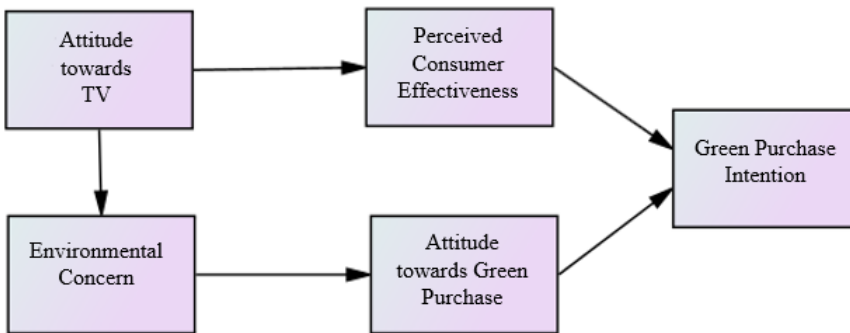 Attitude
towards
TV
Perceived
Consumer
Effectiveness
Green Purchase
Intention
Environmental
Concern
Attitude
towards Green
Purchase